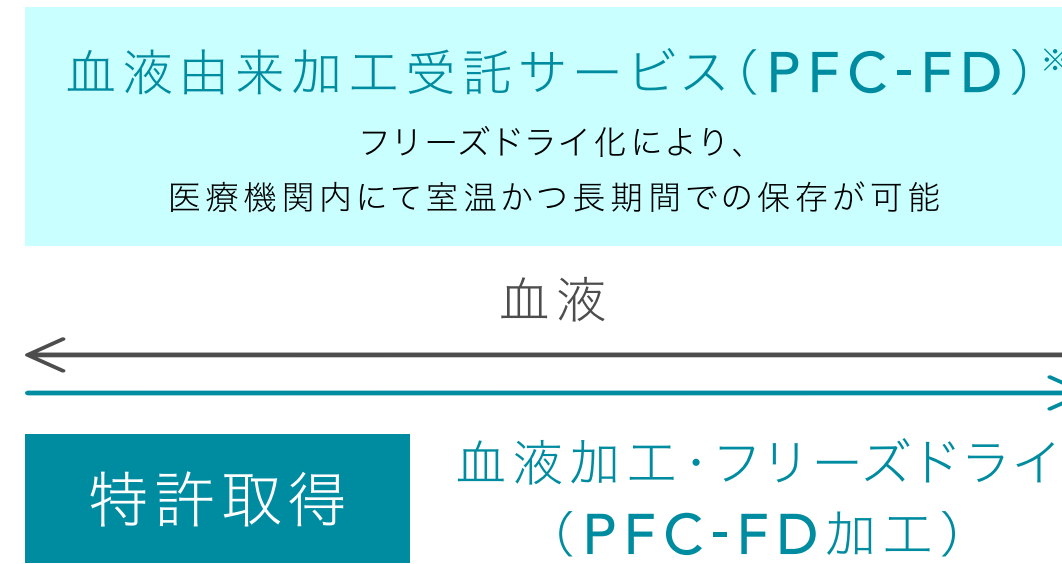 血液由来加工受託サービス(PFC-FD)※
フリーズドライ化により、
医療機関内にて室温かつ長期間での保存が可能
血液
特許取得
血液加工・フリーズドライ
(PFC-FD加工)